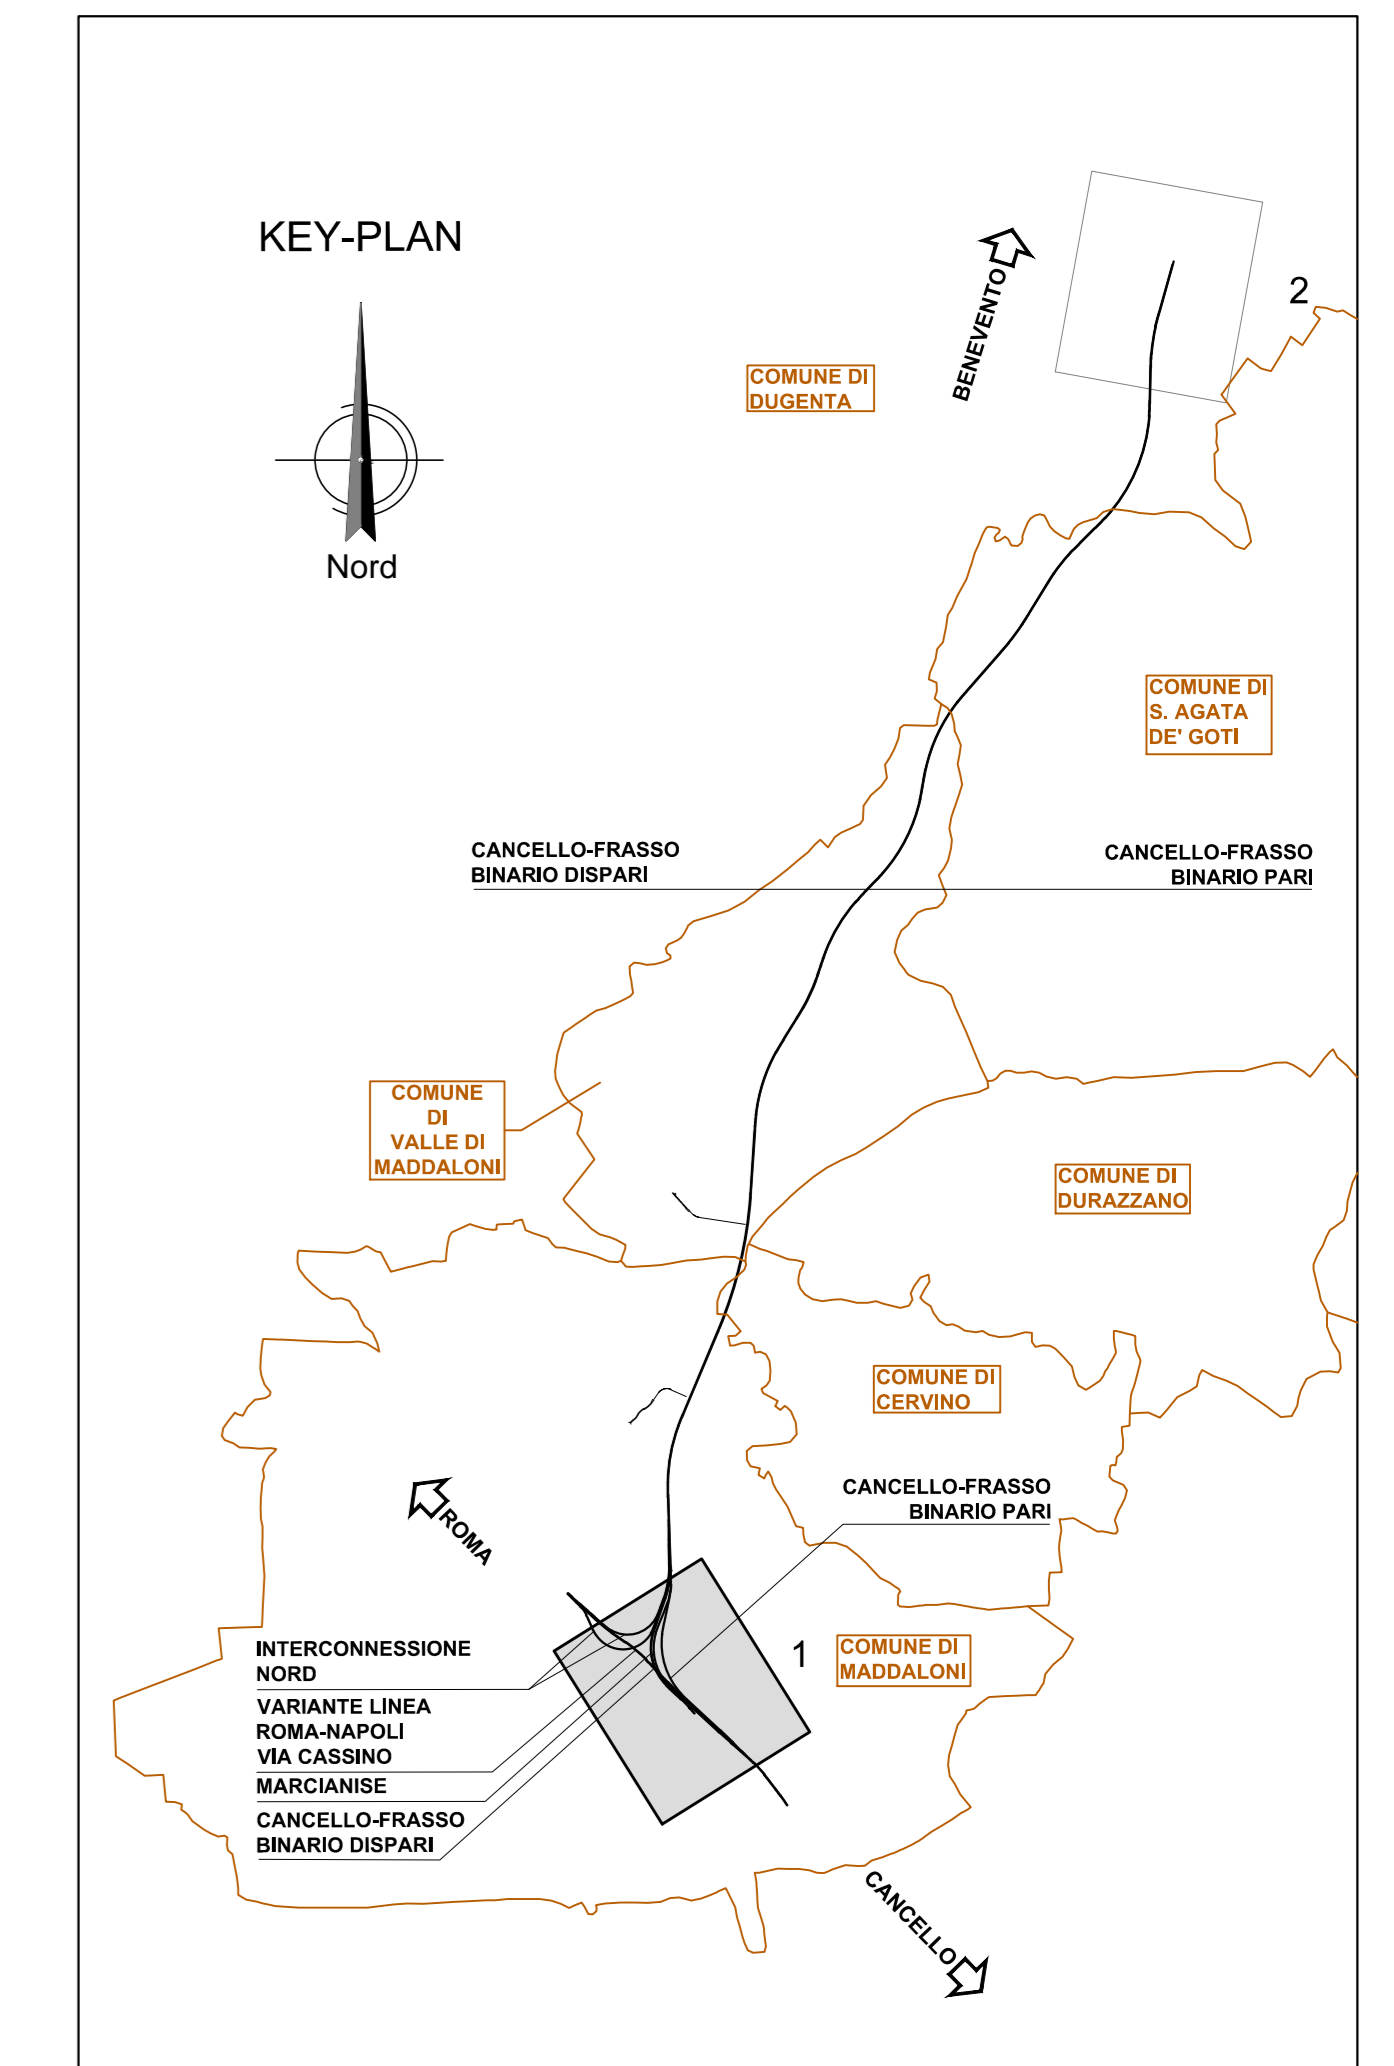 KEY-PLAN
Nord
BENEVENTO
2
COMUNE DI
DUGENTA
COMUNE DI
S. AGATA
DE' GOTI
CANCELLO-FRASSO
BINARIO DISPARI
CANCELLO-FRASSO
BINARIO PARI
COMUNE
DI
VALLE DI
MADDALONI
COMUNE DI
DURAZZANO
COMUNE DI
CERVINO
CANCELLO-FRASSO
BINARIO PARI
ROMA
1
COMUNE DI
MADDALONI
INTERCONNESSIONE
NORD
VARIANTE LINEA
ROMA-NAPOLI
VIA CASSINO
MARCIANISE
CANCELLO-FRASSO
BINARIO DISPARI
CANCELLO